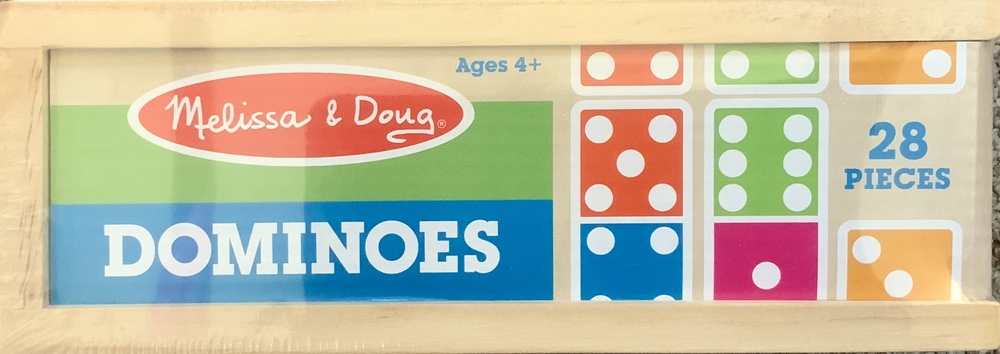 Ages 4+
Melissa & Doug®
28
PIECES
DOMINOES